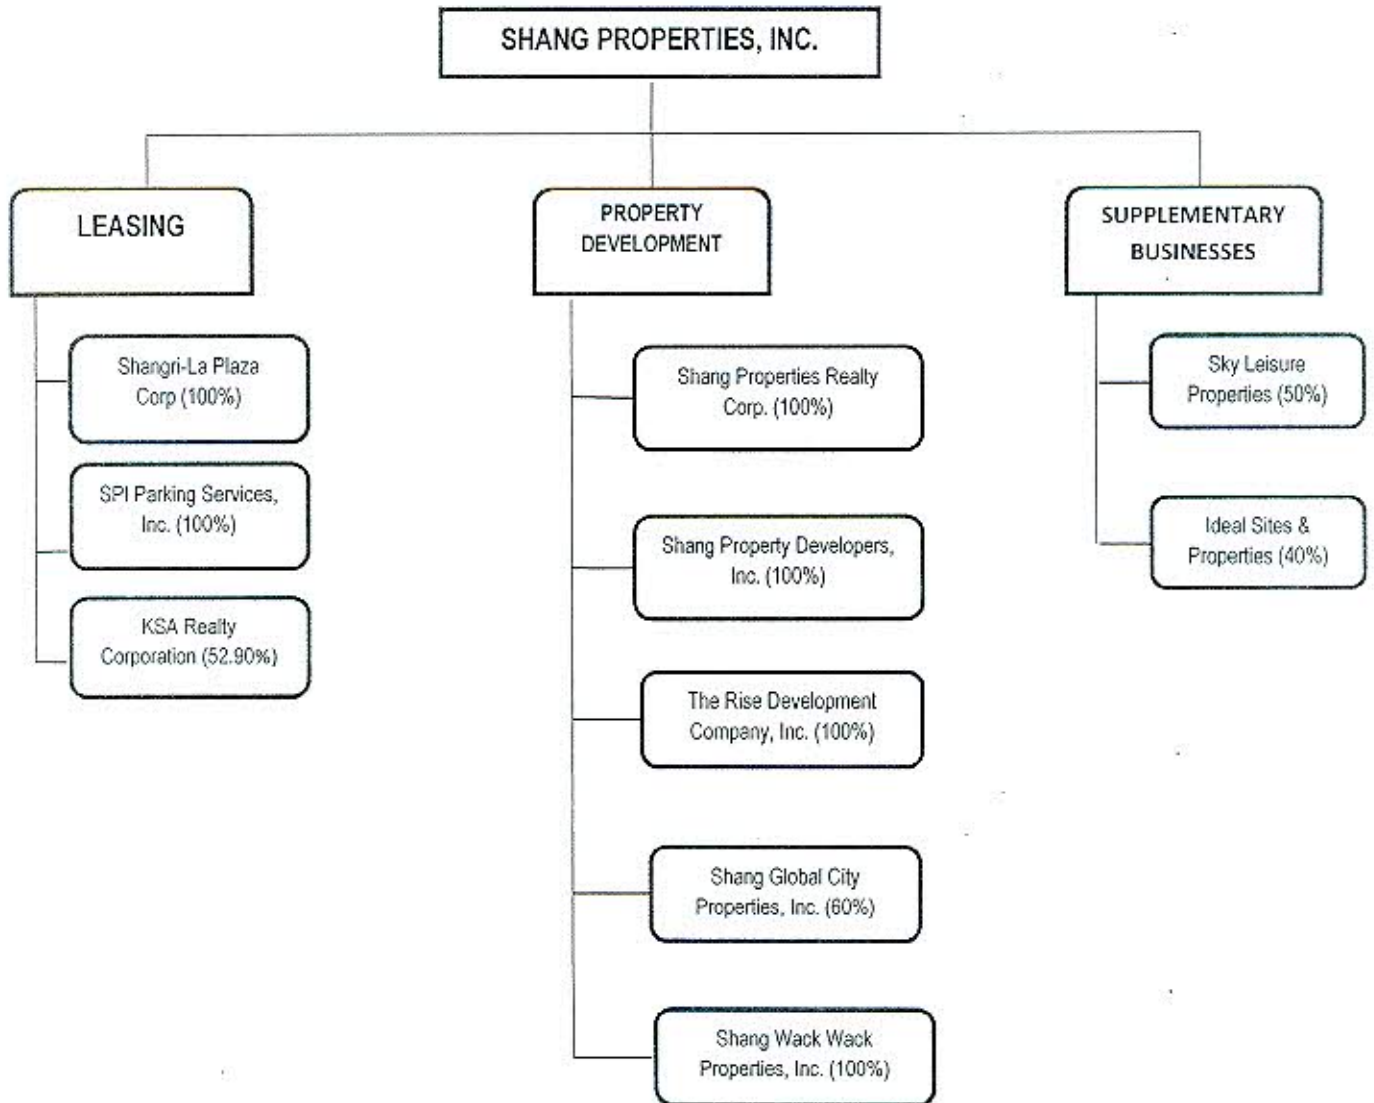 SHANG PROPERTIES, INC.
LEASING
Shangri-La Plaza
Corp (100%)
SPI Parking Services,
Inc. (100%)
KSA Realty
Corporation (52.90%)
PROPERTY
DEVELOPMENT
Shang Properties Realty
Corp. (100%)
Shang Property Developers,
Inc. (100%)
The Rise Development
Company, Inc. (100%)
Shang Global City
Properties, Inc. (60%)
Shang Wack Wack
Properties, Inc. (100%)
SUPPLEMENTARY
BUSINESSES
Sky Leisure
Properties (50%)
Ideal Sites &
Properties (40%)